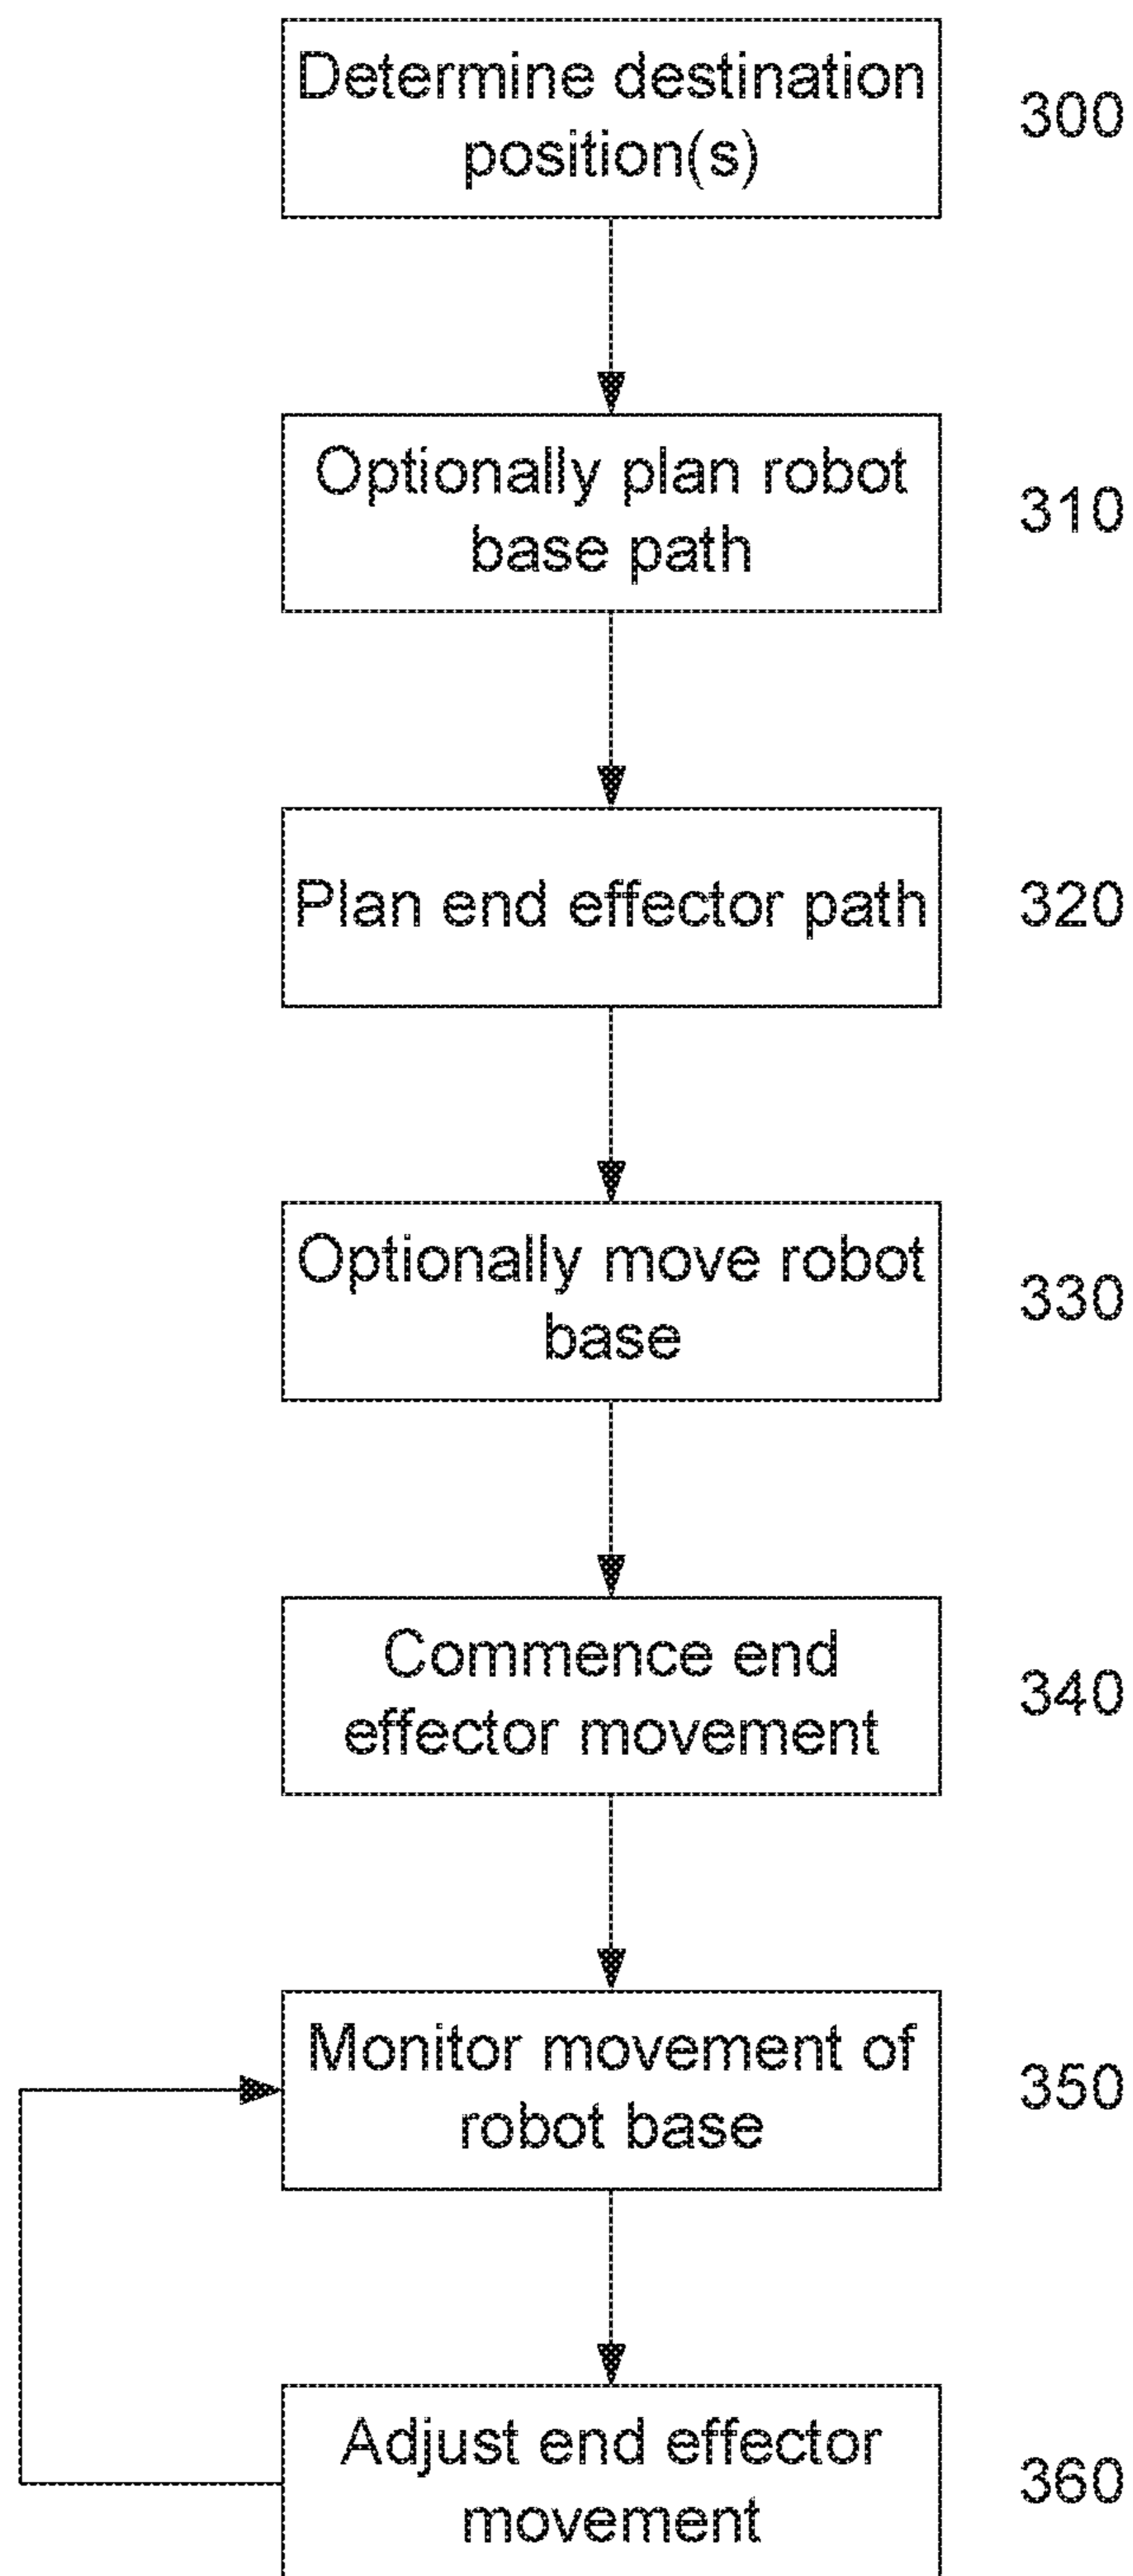 Determine destination
position(s)
300
Optionally plan robot
base path
310
Plan end effector path
320
Optionally move robot
base
330
Commence end
effector movement
340
Monitor movement of
robot base
350
Adjust end effector
movement
360